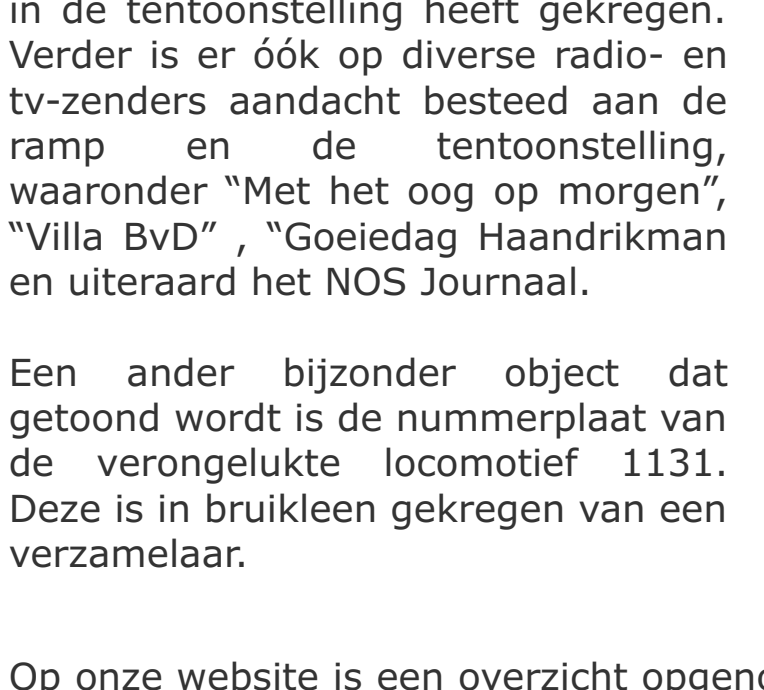 in de tentoonstelling heeft gekregen.
Verder is er óók op diverse radio- en
tv-zenders aandacht besteed aan de
ramp en de tentoonstelling,
waaronder “Met het oog op morgen”,
“Villa BvD” , “Goeiedag Haandrikman
en uiteraard het NOS Journaal.
Een ander bijzonder object dat
getoond wordt is de nummerplaat van
de verongelukte locomotief 1131.
Deze is in bruikleen gekregen van een
verzamelaar.
Op onze website is een overzicht